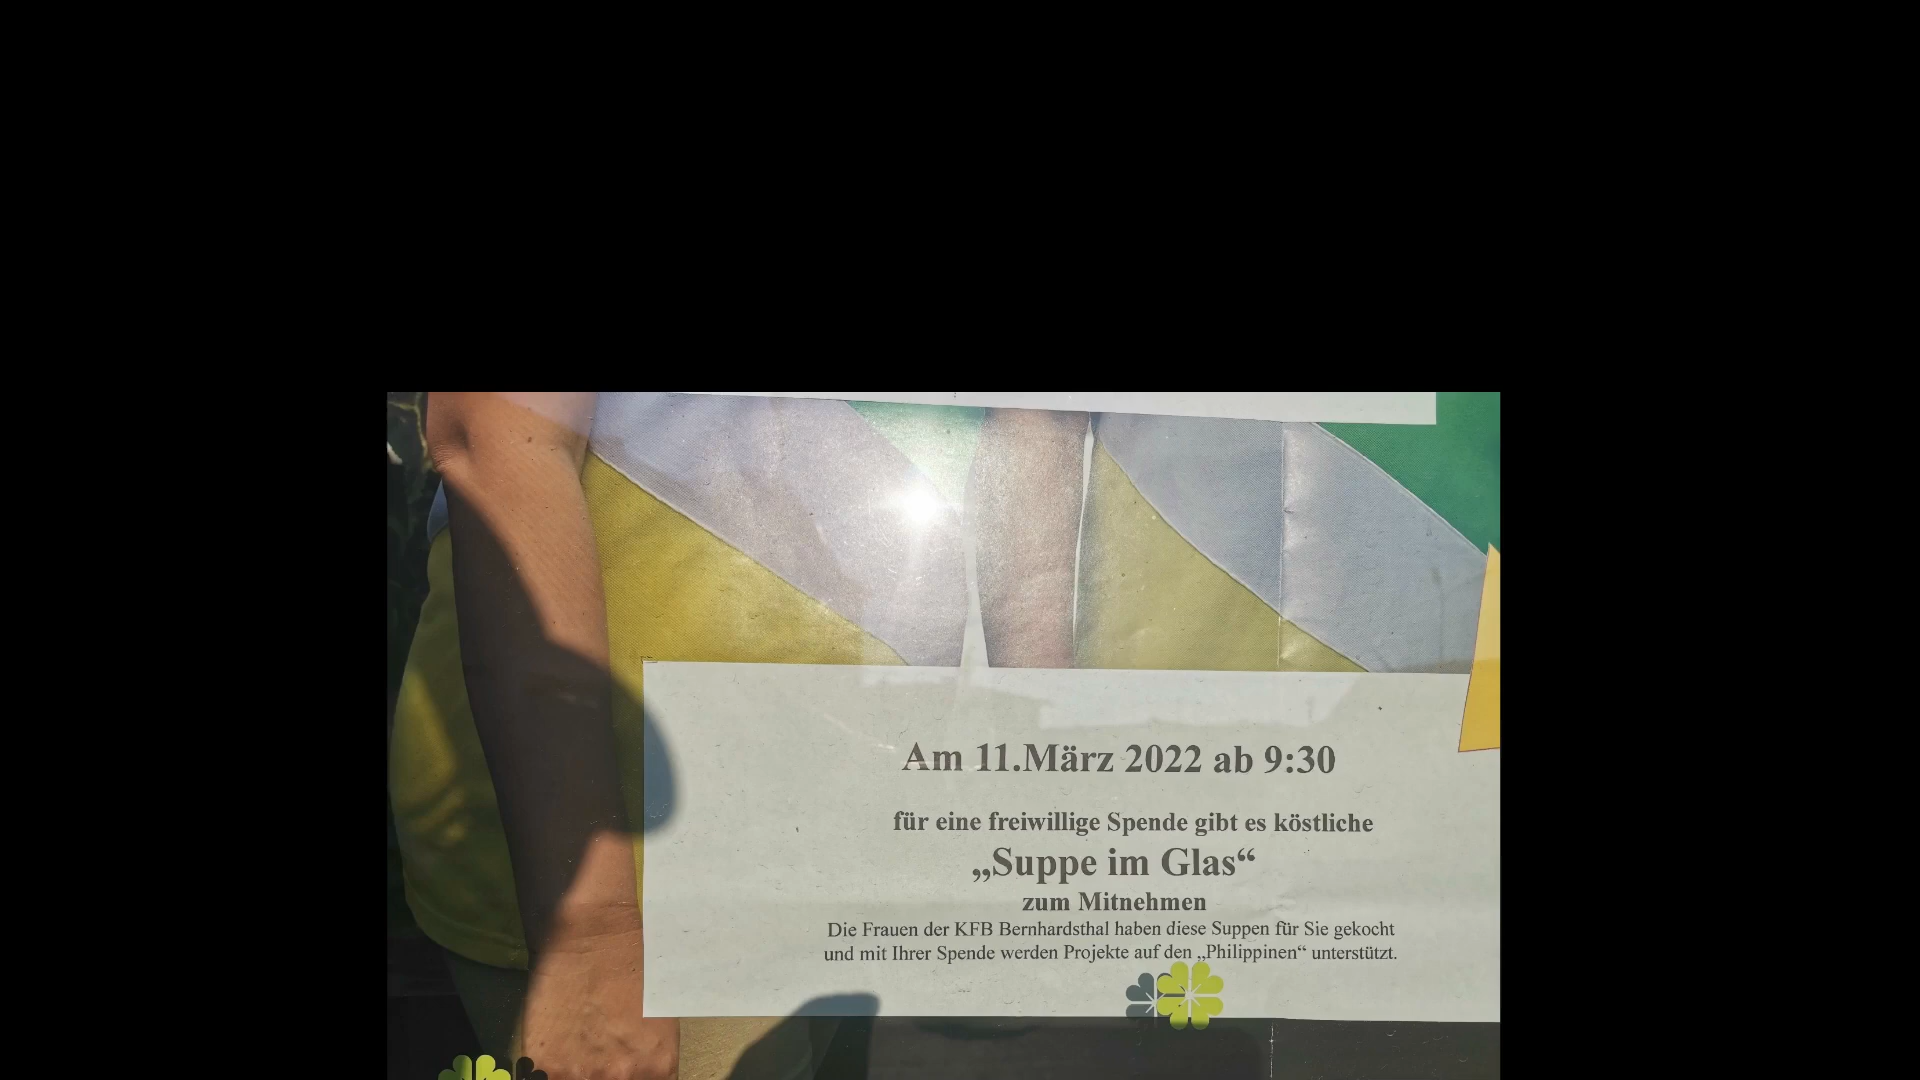 Am 11.März 2022 ab 9:30
für eine freiwillige Spende gibt es köstliche
„Suppe im Glas“
zum Mitnehmen
Die Frauen der KFB Bernhardsthal haben diese Suppen für Sie gekocht
und mit Ihrer Spende werden Projekte auf den „Philippinen“ unterstützt.